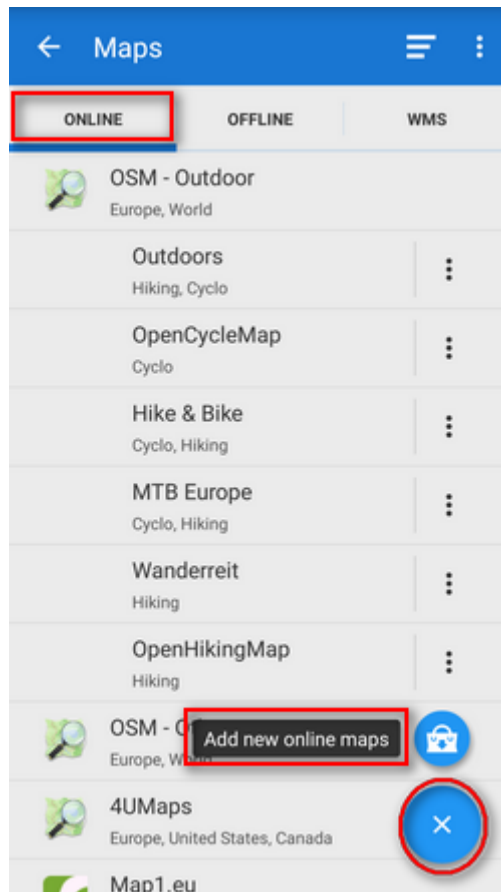 Maps
ONLINE OFFLINE WMS
OSM - Outdoor
Europe, World
Outdoors
Hiking, Cyclo
OpenCycleMap
Cyclo
Hike & Bike
Cyclo, Hiking
MTB Europe
Cyclo, Hiking
Wanderreit
Hiking
OpenHikingMap
Hiking
OSM -
Add new online maps
Europe,
4UMaps
Europe, United States, Canada
Map1.eu